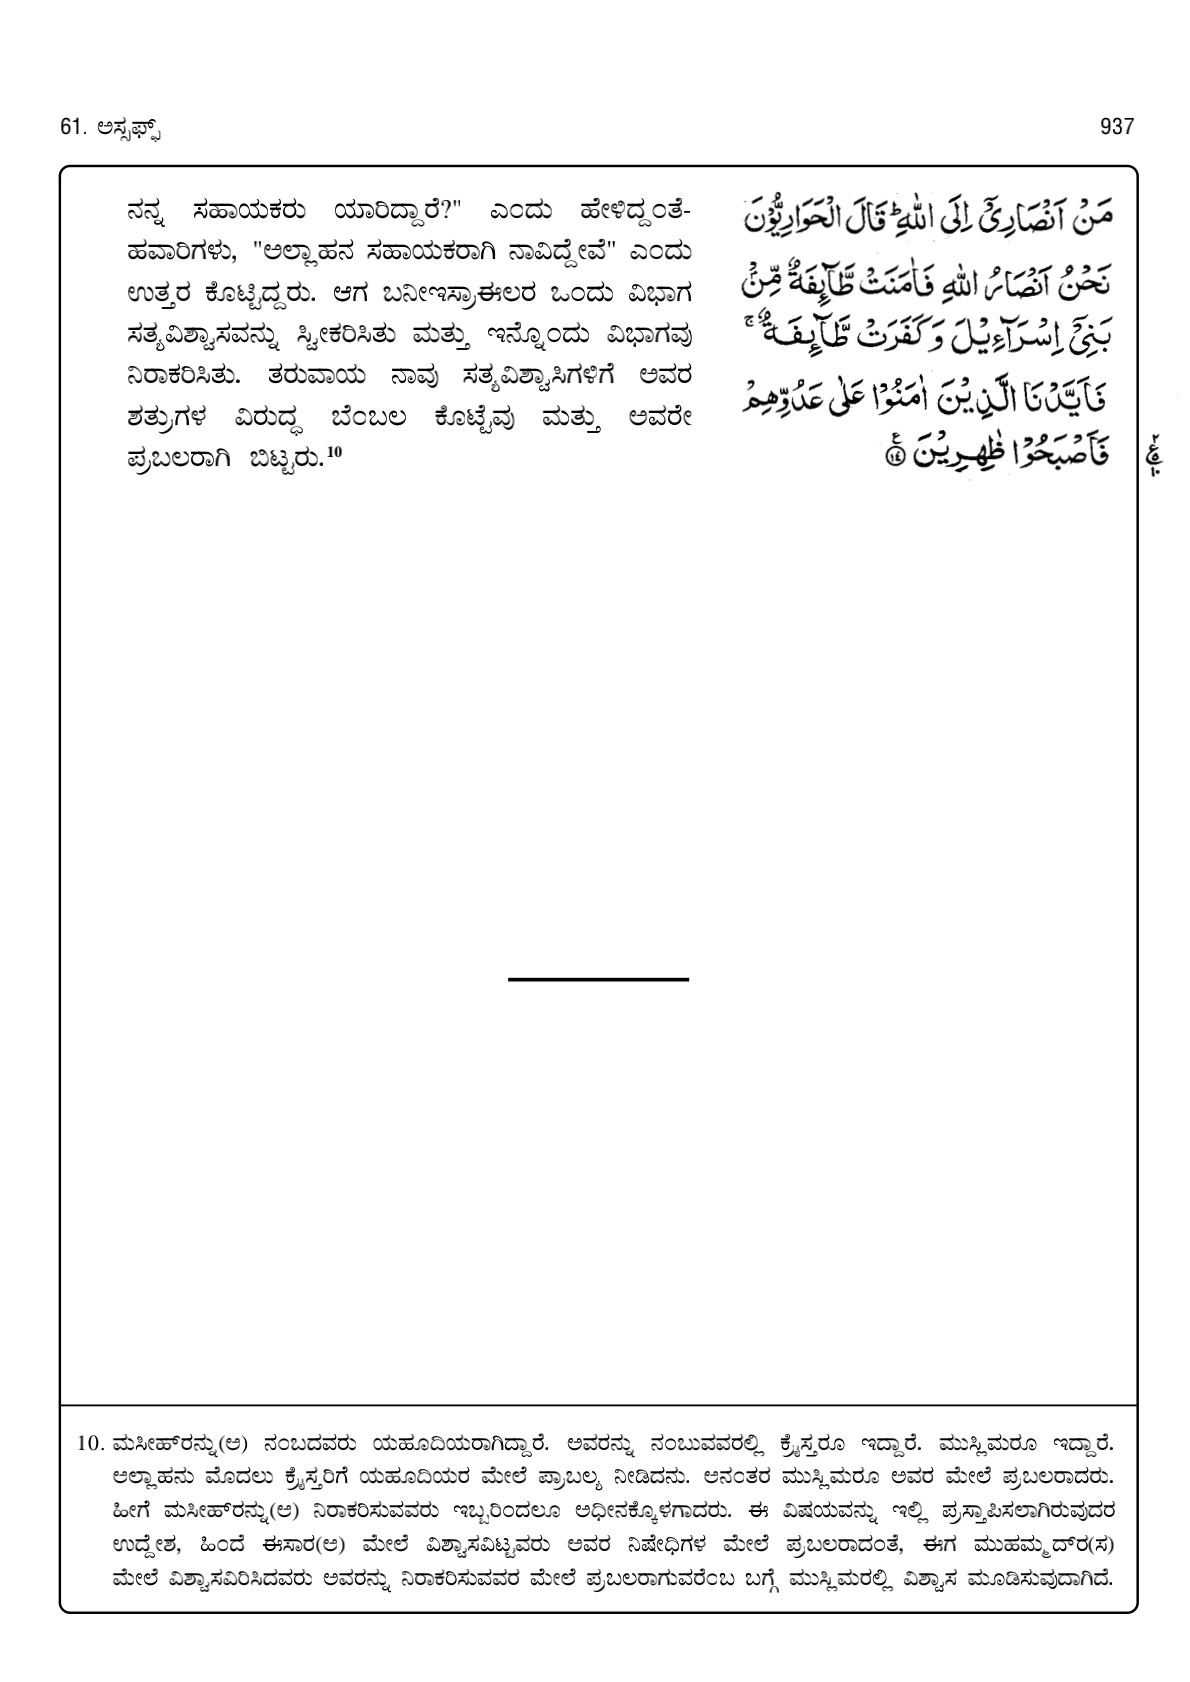 61. ಅಸ್ಸಫ್ಫ್
937
ನನ್ನ ಸಹಾಯಕರು ಯಾರಿದ್ದಾರೆ?" ಎಂದು ಹೇಳಿದ್ದಂತೆ-
ಹವಾರಿಗಳು, "ಅಲ್ಲಾಹನ ಸಹಾಯಕರಾಗಿ ನಾವಿದ್ದೇವೆ" ಎಂದು
ಉತ್ತರ ಕೊಟ್ಟಿದ್ದರು. ಆಗ ಬನೀಇಸ್ರಾಈಲರ ಒಂದು ವಿಭಾಗ
ಸತ್ಯವಿಶ್ವಾಸವನ್ನು ಸ್ವೀಕರಿಸಿತು ಮತ್ತು ಇನ್ನೊಂದು ವಿಭಾಗವು
ನಿರಾಕರಿಸಿತು. ತರುವಾಯ ನಾವು ಸತ್ಯವಿಶ್ವಾಸಿಗಳಿಗೆ ಅವರ
ಶತ್ರುಗಳ ವಿರುದ್ಧ ಬೆಂಬಲ ಕೊಟ್ಟೆವು ಮತ್ತು ಅವರೇ
ಪ್ರಬಲರಾಗಿ ಬಿಟ್ಟರು.¹⁰
مَنْ اَنْصَارِىْٓ اِلَى اللّٰهِ ؕ قَالَ الْحَوَارِيُّوْنَ
نَحْنُ اَنْصَارُ اللّٰهِ فَاٰمَنَتْ طَّآئِفَةٌ مِّنْۢ
بَنِىْٓ اِسْرَآءِيْلَ وَكَفَرَتْ طَّآئِفَةٌ ۚ
فَاَيَّدْنَا الَّذِيْنَ اٰمَنُوْا عَلٰى عَدُوِّهِمْ
فَاَصْبَحُوْا ظٰهِرِيْنَ ﴿۱۴﴾
10. ಮಸೀಹ್‌ರನ್ನು(ಅ) ನಂಬದವರು ಯಹೂದಿಯರಾಗಿದ್ದಾರೆ. ಅವರನ್ನು ನಂಬುವವರಲ್ಲಿ ಕ್ರೈಸ್ತರೂ ಇದ್ದಾರೆ. ಮುಸ್ಲಿಮರೂ ಇದ್ದಾರೆ.
ಅಲ್ಲಾಹನು ಮೊದಲು ಕ್ರೈಸ್ತರಿಗೆ ಯಹೂದಿಯರ ಮೇಲೆ ಪ್ರಾಬಲ್ಯ ನೀಡಿದನು. ಅನಂತರ ಮುಸ್ಲಿಮರೂ ಅವರ ಮೇಲೆ ಪ್ರಬಲರಾದರು.
ಹೀಗೆ ಮಸೀಹ್‌ರನ್ನು(ಅ) ನಿರಾಕರಿಸುವವರು ಇಬ್ಬರಿಂದಲೂ ಅಧೀನಕ್ಕೊಳಗಾದರು. ಈ ವಿಷಯವನ್ನು ಇಲ್ಲಿ ಪ್ರಸ್ತಾಪಿಸಲಾಗಿರುವುದರ
ಉದ್ದೇಶ, ಹಿಂದೆ ಈಸಾರ(ಅ) ಮೇಲೆ ವಿಶ್ವಾಸವಿಟ್ಟವರು ಅವರ ನಿಷೇಧಿಗಳ ಮೇಲೆ ಪ್ರಬಲರಾದಂತೆ, ಈಗ ಮುಹಮ್ಮದ್‌ರ(ಸ)
ಮೇಲೆ ವಿಶ್ವಾಸವಿರಿಸಿದವರು ಅವರನ್ನು ನಿರಾಕರಿಸುವವರ ಮೇಲೆ ಪ್ರಬಲರಾಗುವರೆಂಬ ಬಗ್ಗೆ ಮುಸ್ಲಿಮರಲ್ಲಿ ವಿಶ್ವಾಸ ಮೂಡಿಸುವುದಾಗಿದೆ.